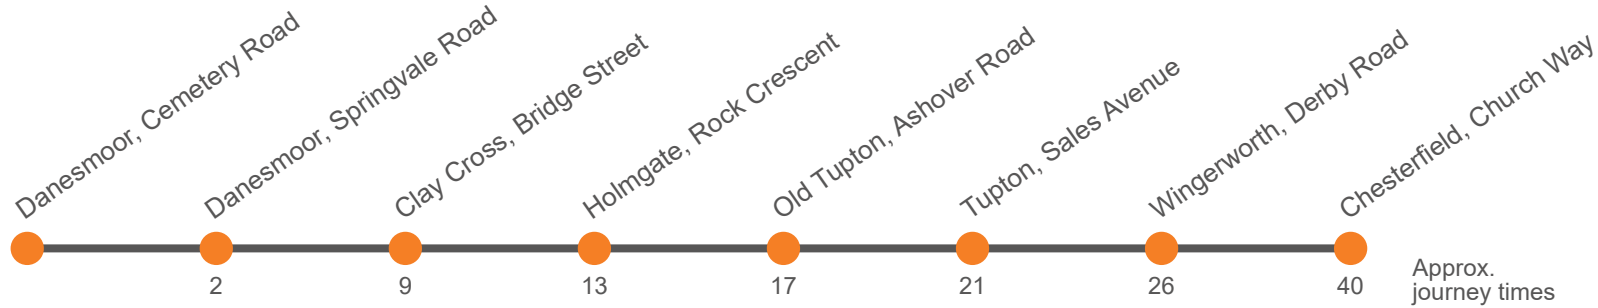 Danesmoor, Cemetery Road
Danesmoor, Springvale Road
Clay Cross, Bridge Street
Holmgate, Rock Crescent
Old Tupton, Ashover Road
Tupton, Sales Avenue
Wingerworth, Derby Road
Chesterfield, Church Way
2
9
13
17
21
26
40
Approx.
journey times